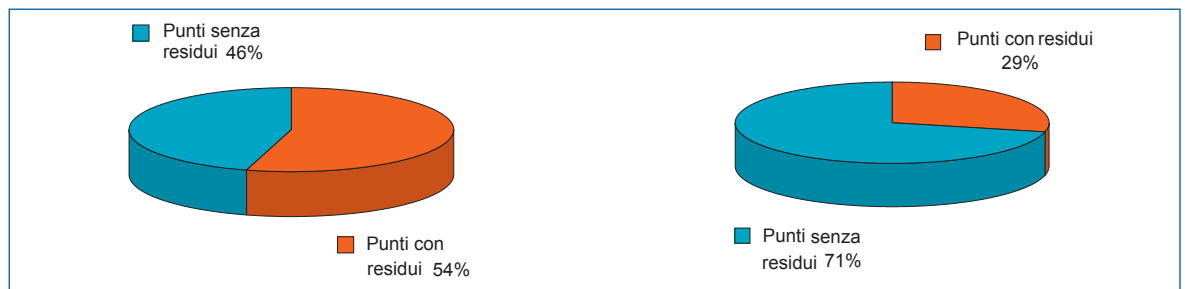 Punti senza
residui 46%
Punti con
residui 54%
Punti con residui
29%
Punti senza
residui 71%